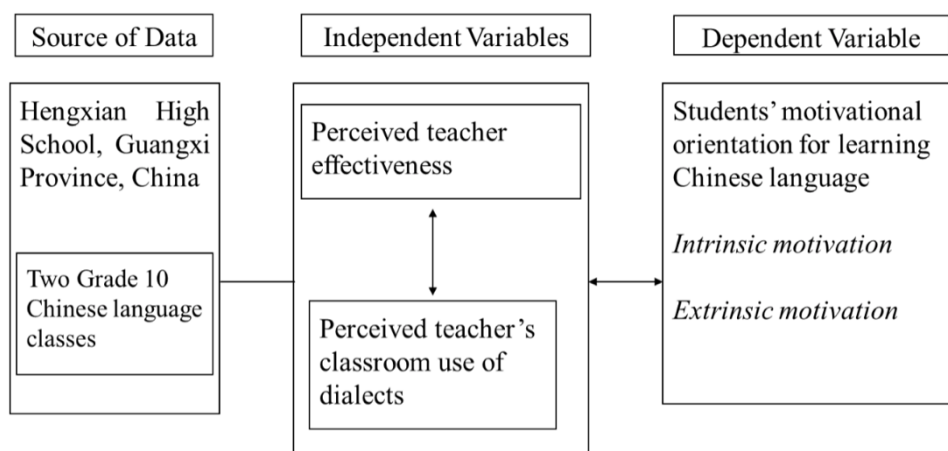 Source of Data
Independent Variables
Dependent Variable
Hengxian High
School, Guangxi
Province, China
Two Grade 10
Chinese language
classes
Perceived teacher
effectiveness
Perceived teacher’s
classroom use of
dialects
Students’ motivational
orientation for learning
Chinese language
Intrinsic motivation
Extrinsic motivation